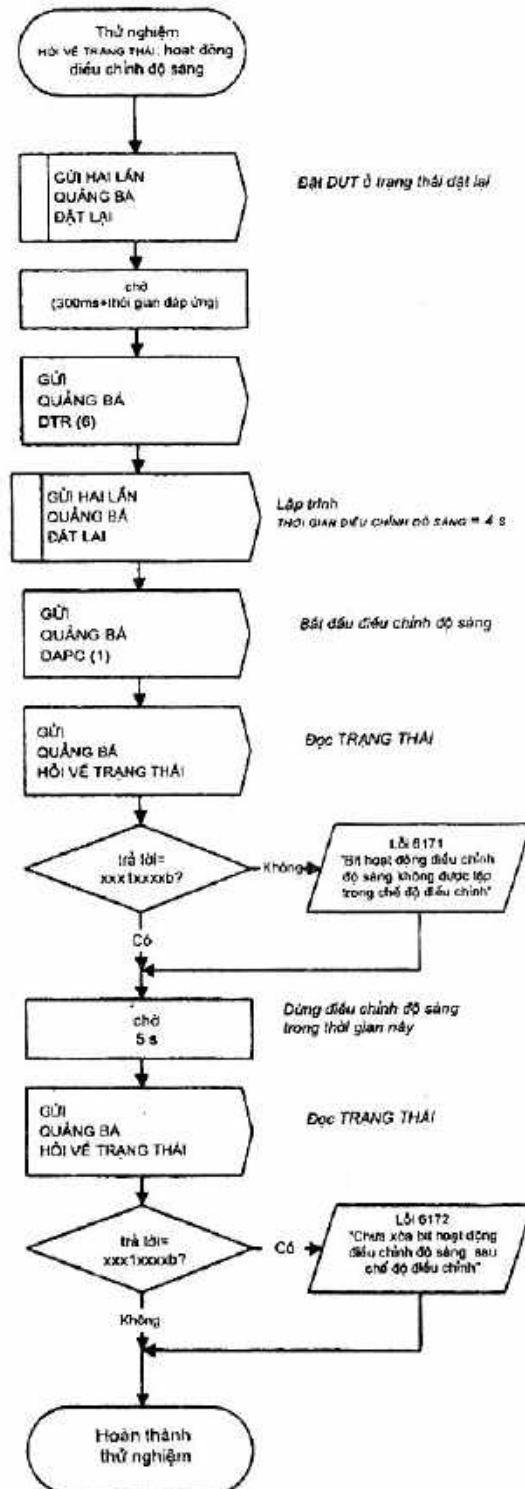 Thử nghiệm
HỎI VỀ TRẠNG THÁI: hoạt động
điều chỉnh độ sáng
GỬI HAI LẦN
QUẢNG BÁ
ĐẶT LẠI
Đặt DUT ở trạng thái đặt lại
chờ
(300ms+thời gian đáp ứng)
GỬI
QUẢNG BÁ
DTR (6)
GỬI HAI LẦN
QUẢNG BÁ
ĐẶT LẠI
Lập trình
THỜI GIAN ĐIỀU CHỈNH ĐỘ SÁNG = 4 s
GỬI
QUẢNG BÁ
DAPC (1)
Bắt đầu điều chỉnh độ sáng
GỬI
QUẢNG BÁ
HỎI VỀ TRẠNG THÁI
Đọc TRẠNG THÁI
trả lời=
xxx1xxxxb?
Không
Lỗi 6171
"Bit hoạt động điều chỉnh
độ sáng không được lập
trong chế độ điều chỉnh"
Có
chờ
5 s
Dừng điều chỉnh độ sáng
trong thời gian này
GỬI
QUẢNG BÁ
HỎI VỀ TRẠNG THÁI
Đọc TRẠNG THÁI
trả lời=
xxx1xxxxb?
Có
Lỗi 6172
"Chưa xóa bit hoạt động
điều chỉnh độ sáng sau
chế độ điều chỉnh"
Không
Hoàn thành
thử nghiệm